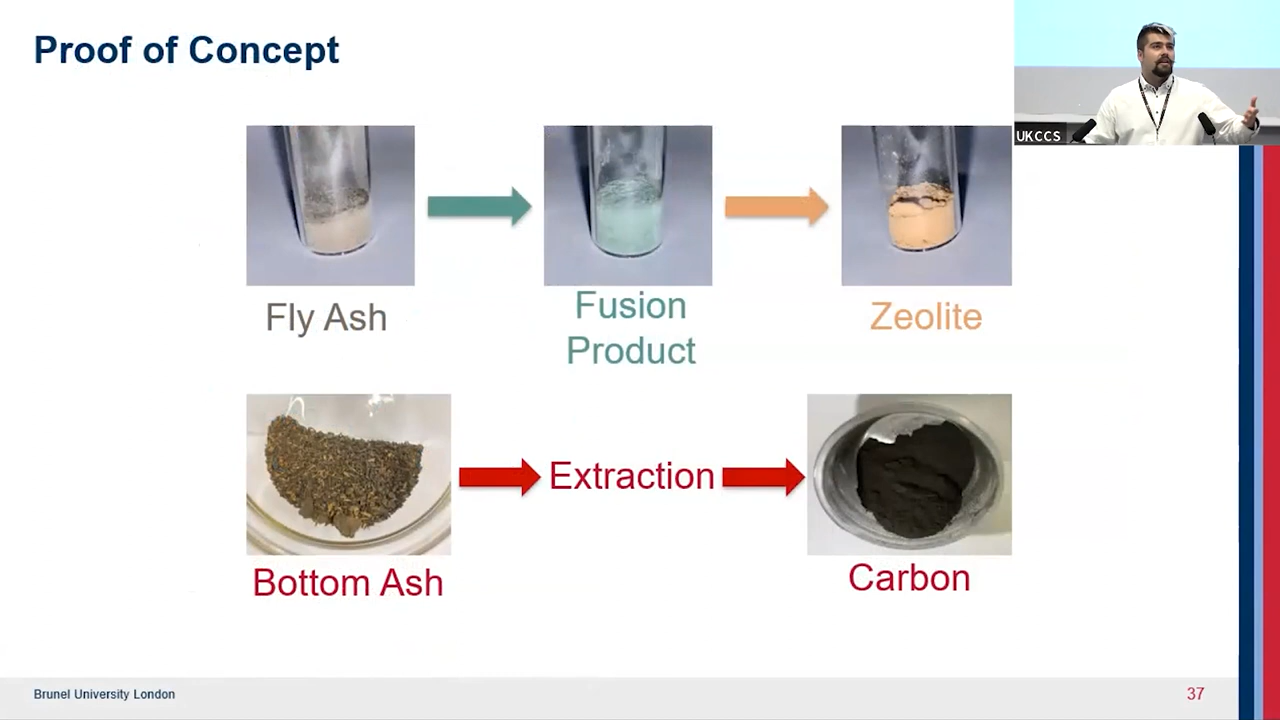 Proof of Concept
UKCCS
Fly Ash
Fusion
Product
Zeolite
Extraction
Bottom Ash
Carbon
Brunel University London
37